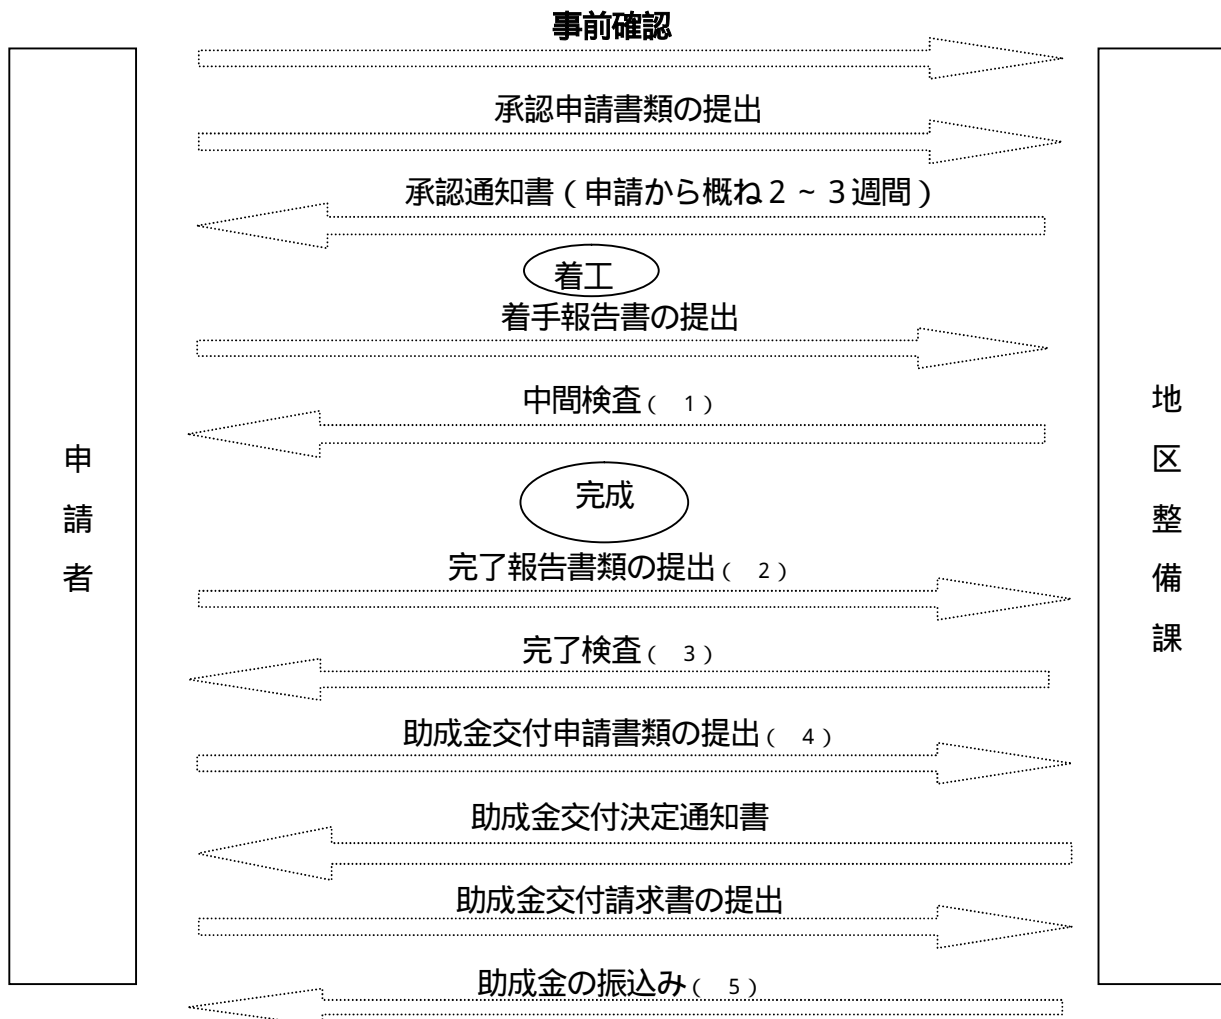 事前確認
承認申請書類の提出
承認通知書（申請から概ね２～３週間）
着工
着手報告書の提出
中間検査（　1）
完成
完了報告書類の提出（　2）
完了検査（　3）
助成金交付申請書類の提出（　4）
助成金交付決定通知書
助成金交付請求書の提出
助成金の振込み（　5）
申請者
地区整備課